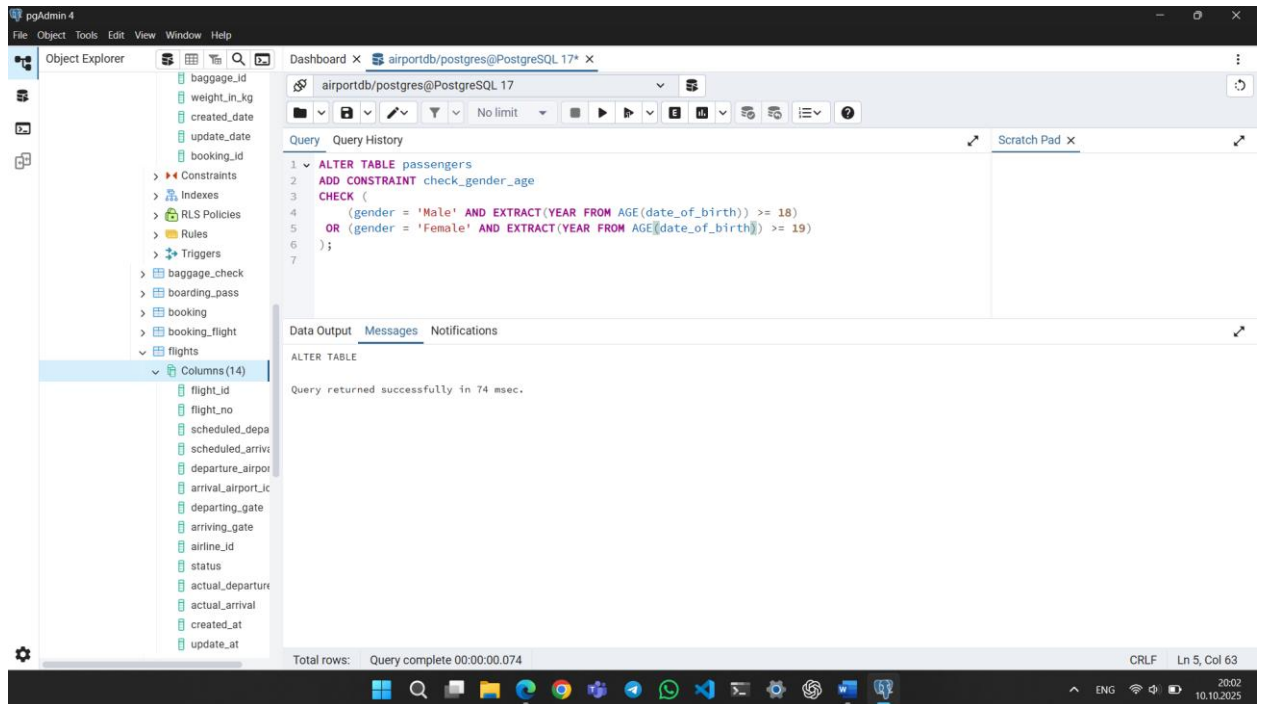 pgAdmin 4
File Object Tools Edit View Window Help
Object Explorer
Dashboard
airportdb/postgres@PostgreSQL 17*
baggage_id
weight_in_kg
created_date
update_date
booking_id
Constraints
Indexes
RLS Policies
Rules
Triggers
baggage_check
boarding_pass
booking
booking_flight
flights
Columns (14)
flight_id
flight_no
scheduled_depa
scheduled_arriva
departure_airpor
arrival_airport_ic
departing_gate
arriving_gate
airline_id
status
actual_departure
actual_arrival
created_at
update_at
airportdb/postgres@PostgreSQL 17
No limit
E
Query Query History
Scratch Pad
1 ALTER TABLE passengers
2 ADD CONSTRAINT check_gender_age
3 CHECK (
4 (gender = 'Male' AND EXTRACT(YEAR FROM AGE(date_of_birth)) >= 18)
5 OR (gender = 'Female' AND EXTRACT(YEAR FROM AGE(date_of_birth)) >= 19)
6 );
7
Data Output Messages Notifications
ALTER TABLE
Query returned successfully in 74 msec.
Total rows: Query complete 00:00:00.074
CRLF Ln 5, Col 63
ENG
20:02
10.10.2025